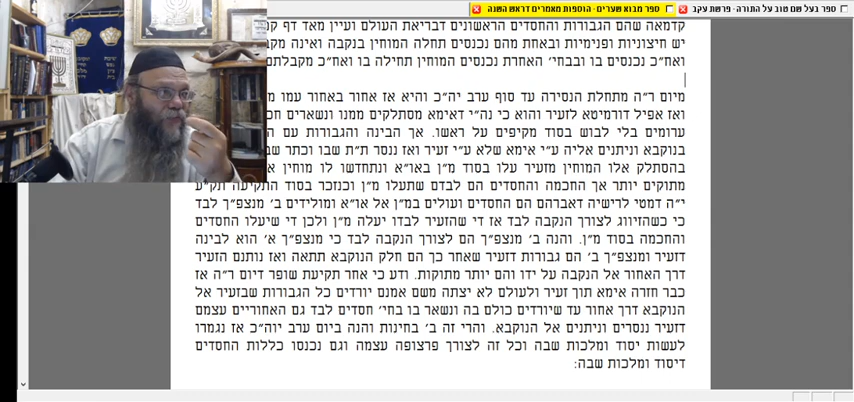 ספר בעל שם טוב על התורה - פרשת עקב
ספר מבוא שערים - הוספות מאמרים דראש השנה
קדמאה שהם הגבורות והחסדים הראשונים דבריאת העולם ועיין מאד דף
יש חיצוניות ופנימיות ובאחת מהם נכנסים תחלה המוחין בנקבה ואינה
ואח"כ נכנסים בו ובבחי' האחרת נכנסים המוחין תחילה בו ואח"כ מקבלתם
מיום ר"ה מתחלת הנסירה עד סוף ערב יה"כ והיא אז אחור באחור עמו
ואז אפיל דורמיטא לזעיר והוא כי נה"י דאימא מסתלקים ממנו ונשארים
ערומים בלי לבוש בסוד מקיפים על ראשו. אך הבינה והגבורות עם
בנוקבא וניתנים אליה ע"י אימא שלא ע"י זעיר ואז ננסר ת"ת שבו וכתר
בהסתלק אלו המוחין מזעיר עלו בסוד מ"ן באו"א ונתחדשו לו מוחין
מתוקים יותר אך החכמה והחסדים הם לבדם שתעלו מ"ן וכנזכר בסוד התקיעה תק"ע
י"ה דמטי לרישיה דאברהם הם החסדים ועולים במ"ן אל או"א ומולידים ב' מנצפ"ך לבד
כי כשהזיווג לצורך הנקבה לבד אז די שהזעיר לבדו יעלה מ"ן ולכן די שיעלו החסדים
והחכמה בסוד מ"ן. והנה ב' מנצפ"ך הם לצורך הנקבה לבד כי מנצפ"ך א' הוא לבינה
דזעיר ומנצפ"ך ב' הם גבורות דזעיר שאחר כך הם חלק הנוקבא תתאה ואז נותנם הזעיר
דרך האחור אל הנקבה על ידו והם יותר מתוקות. ודע כי אחר תקיעת שופר דיום ר"ה אז
כבר חזרה אימא תוך זעיר ולעולם לא יצתה משם אמנם יורדים כל הגבורות שבזעיר אל
הנוקבא דרך אחור עד שיורדים כולם בה ונשאר בו בחי' חסדים לבד גם האחוריים עצמם
דזעיר ננסרים וניתנים אל הנוקבא. והרי זה ב' בחינות והנה ביום ערב יוה"כ אז נגמרו
לעשות יסוד ומלכות שבה וכל זה לצורך פרצופה עצמה וגם נכנסו כללות החסדים
דיסוד ומלכות שבה: